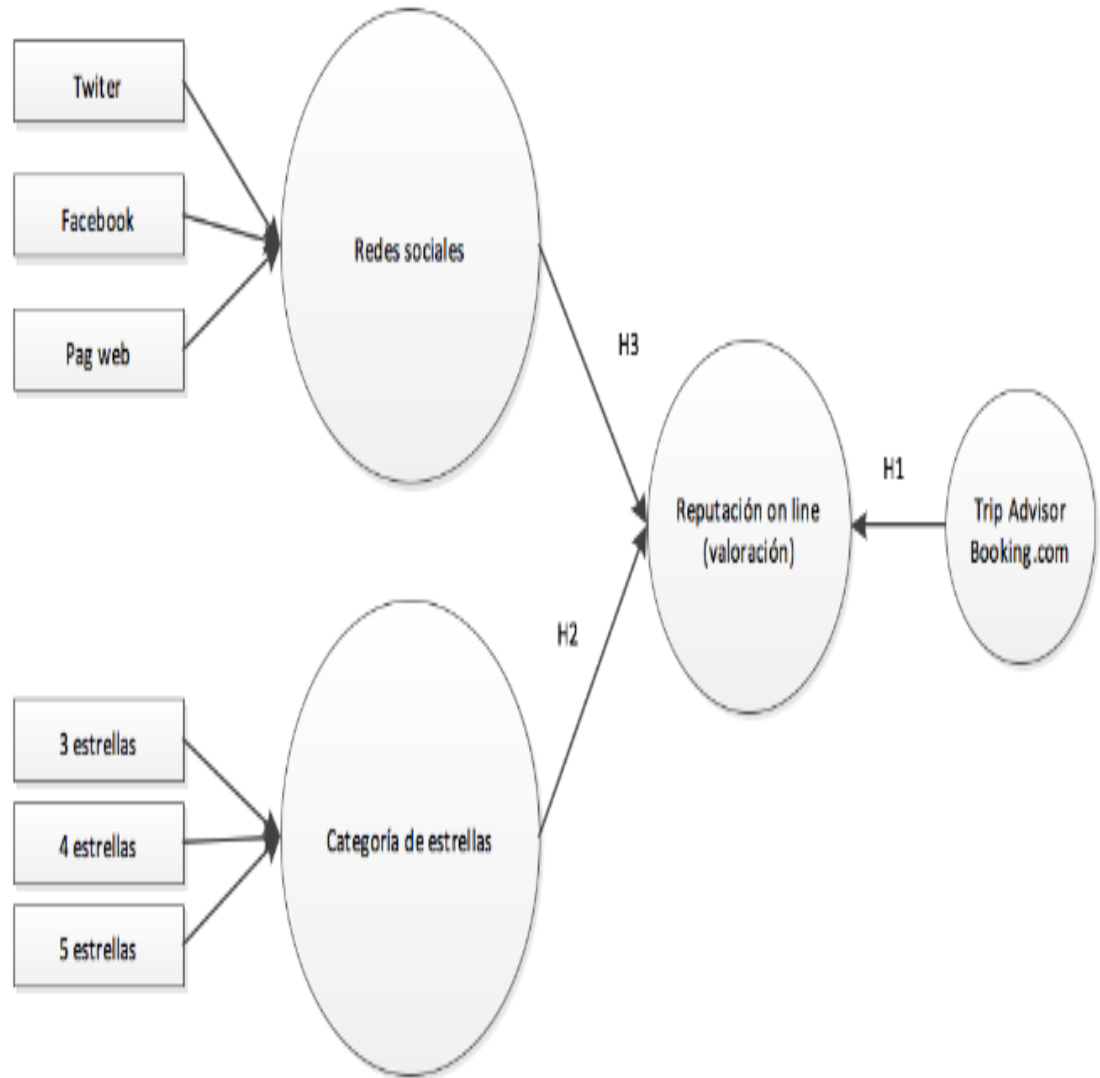 Twiter
Facebook
Pag web
Redes sociales
H3
Reputación on line
(valoración)
H1
Trip Advisor
Booking.com
H2
3 estrellas
4 estrellas
5 estrellas
Categoría de estrellas